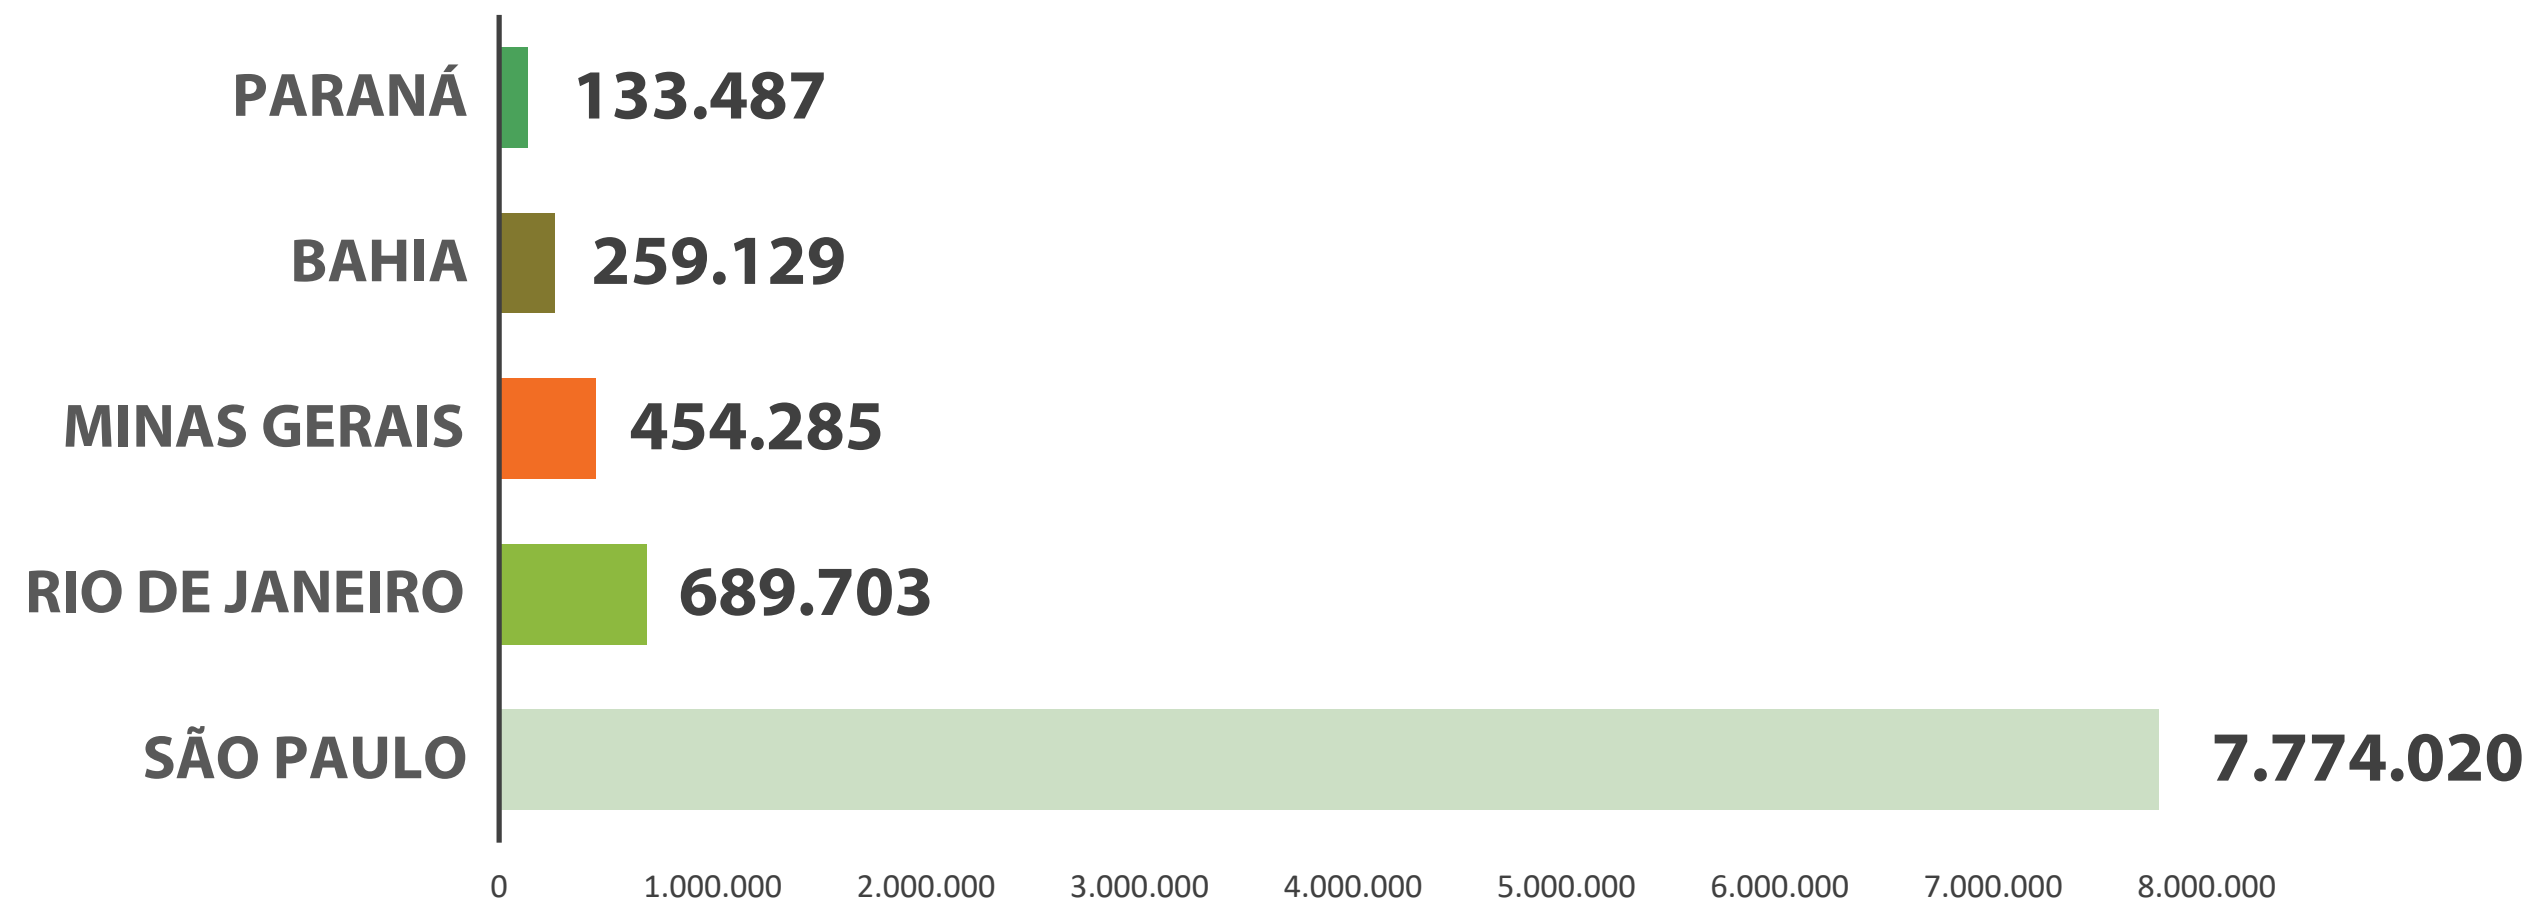 PARANÁ 133.487
BAHIA 259.129
MINAS GERAIS 454.285
RIO DE JANEIRO 689.703
SÃO PAULO 7.774.020
0 1.000.000 2.000.000 3.000.000 4.000.000 5.000.000 6.000.000 7.000.000 8.000.000